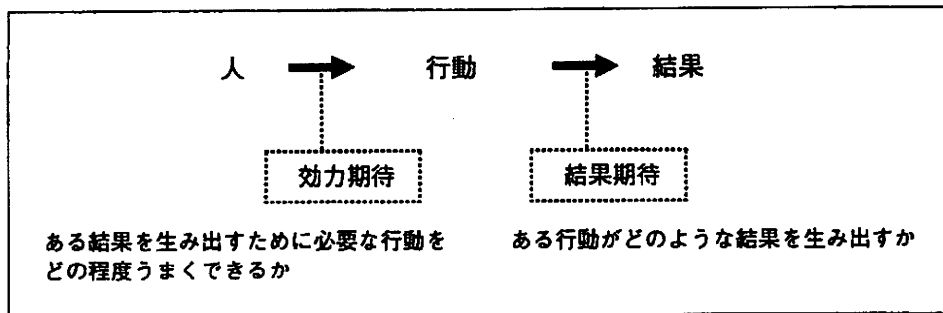 人 行動 結果
効力期待 結果期待
ある結果を生み出すために必要な行動を
どの程度うまくできるか
ある行動がどのような結果を生み出すか